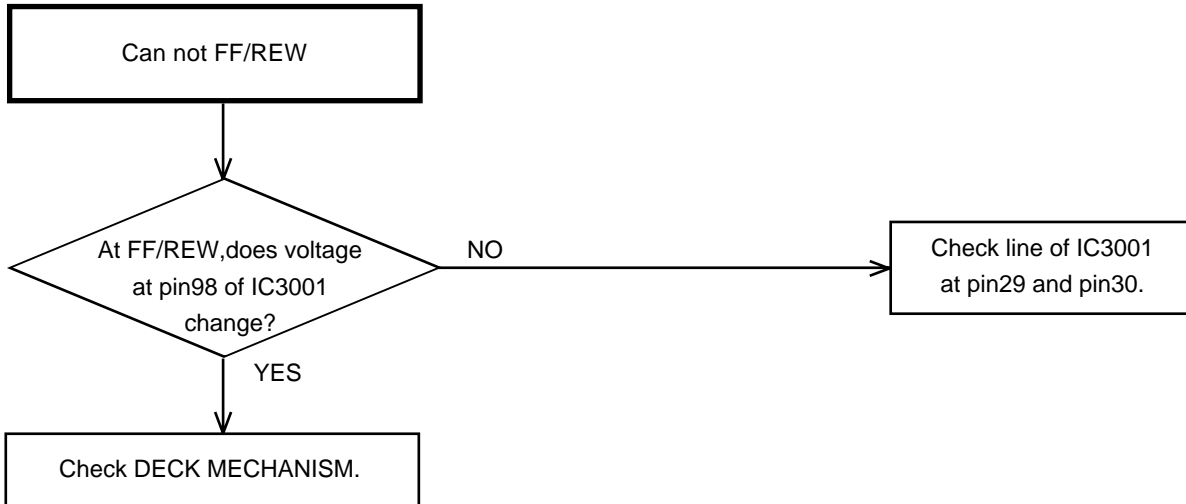 Can not FF/REW
At FF/REW,does voltage
at pin98 of IC3001
change?
NO
Check line of IC3001
at pin29 and pin30.
YES
Check DECK MECHANISM.